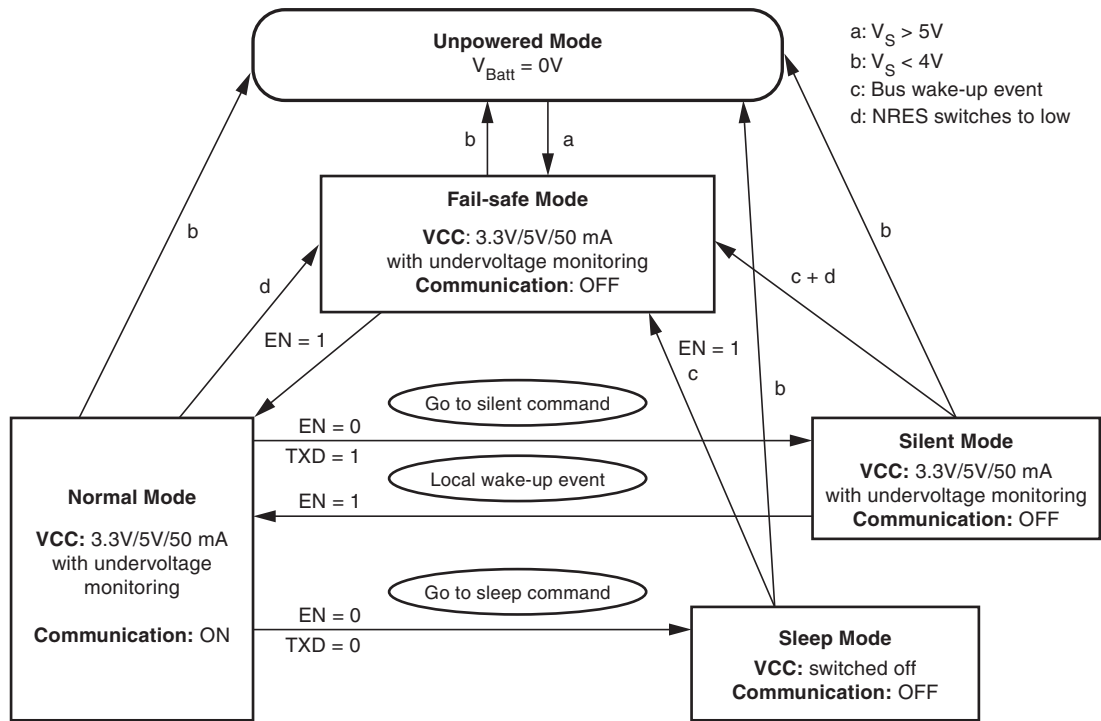 Unpowered Mode
V_Batt = 0V
a: V_S > 5V
b: V_S < 4V
c: Bus wake-up event
d: NRES switches to low
b
a
Fail-safe Mode
VCC: 3.3V/5V/50 mA
with undervoltage monitoring
Communication: OFF
b
b
c + d
d
EN = 1
EN = 1
c
b
Go to silent command
EN = 0
TXD = 1
Local wake-up event
EN = 1
Silent Mode
VCC: 3.3V/5V/50 mA
with undervoltage monitoring
Communication: OFF
Normal Mode
VCC: 3.3V/5V/50 mA
with undervoltage
monitoring
Communication: ON
Go to sleep command
EN = 0
TXD = 0
Sleep Mode
VCC: switched off
Communication: OFF